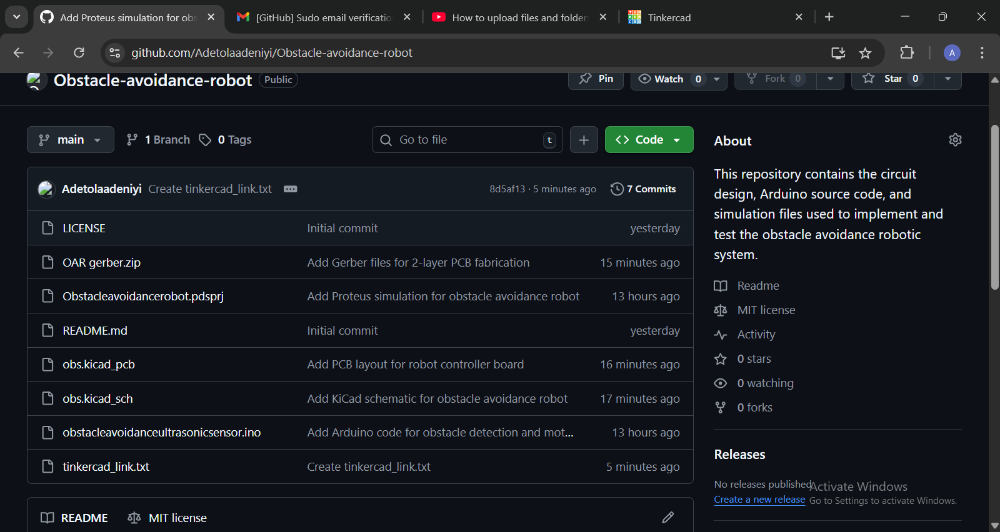 Add Proteus simulation for obs
[GitHub] Sudo email verificatio
How to upload files and folder
Tinkercad
github.com/Adetolaadeniyi/Obstacle-avoidance-robot
A
Obstacle-avoidance-robot Public
Pin
Watch 0
Fork 0
Star 0
main
1 Branch
0 Tags
Go to file t
Code
Adetolaadeniyi Create tinkercad_link.txt
8d5af13 · 5 minutes ago
7 Commits
LICENSE Initial commit yesterday
OAR gerber.zip Add Gerber files for 2-layer PCB fabrication 15 minutes ago
Obstacleavoidancerobot.pdsprj Add Proteus simulation for obstacle avoidance robot 13 hours ago
README.md Initial commit yesterday
obs.kicad_pcb Add PCB layout for robot controller board 16 minutes ago
obs.kicad_sch Add KiCad schematic for obstacle avoidance robot 17 minutes ago
obstacleavoidanceultrasonicsensor.ino Add Arduino code for obstacle detection and mot... 13 hours ago
tinkercad_link.txt Create tinkercad_link.txt 5 minutes ago
README
MIT license
About
This repository contains the circuit
design, Arduino source code, and
simulation files used to implement and
test the obstacle avoidance robotic
system.
Readme
MIT license
Activity
0 stars
0 watching
0 forks
Releases
No releases published
Create a new release
Activate Windows
Go to Settings to activate Windows.